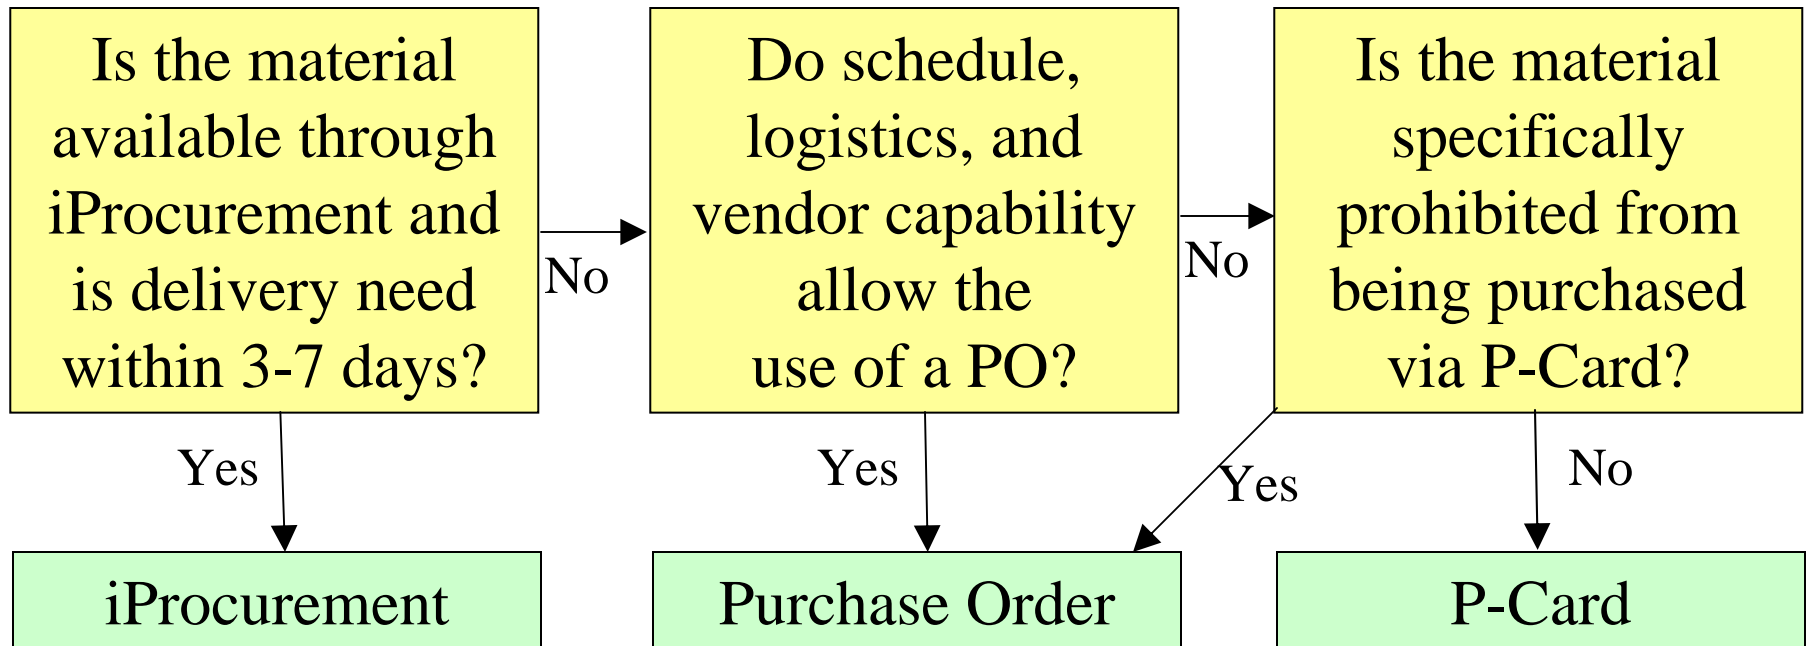 Is the material
available through
iProcurement and
is delivery need
within 3-7 days?
No
Do schedule,
logistics, and
vendor capability
allow the
use of a PO?
No
Is the material
specifically
prohibited from
being purchased
via P-Card?
Yes
Yes
Yes
No
iProcurement
Purchase Order
P-Card